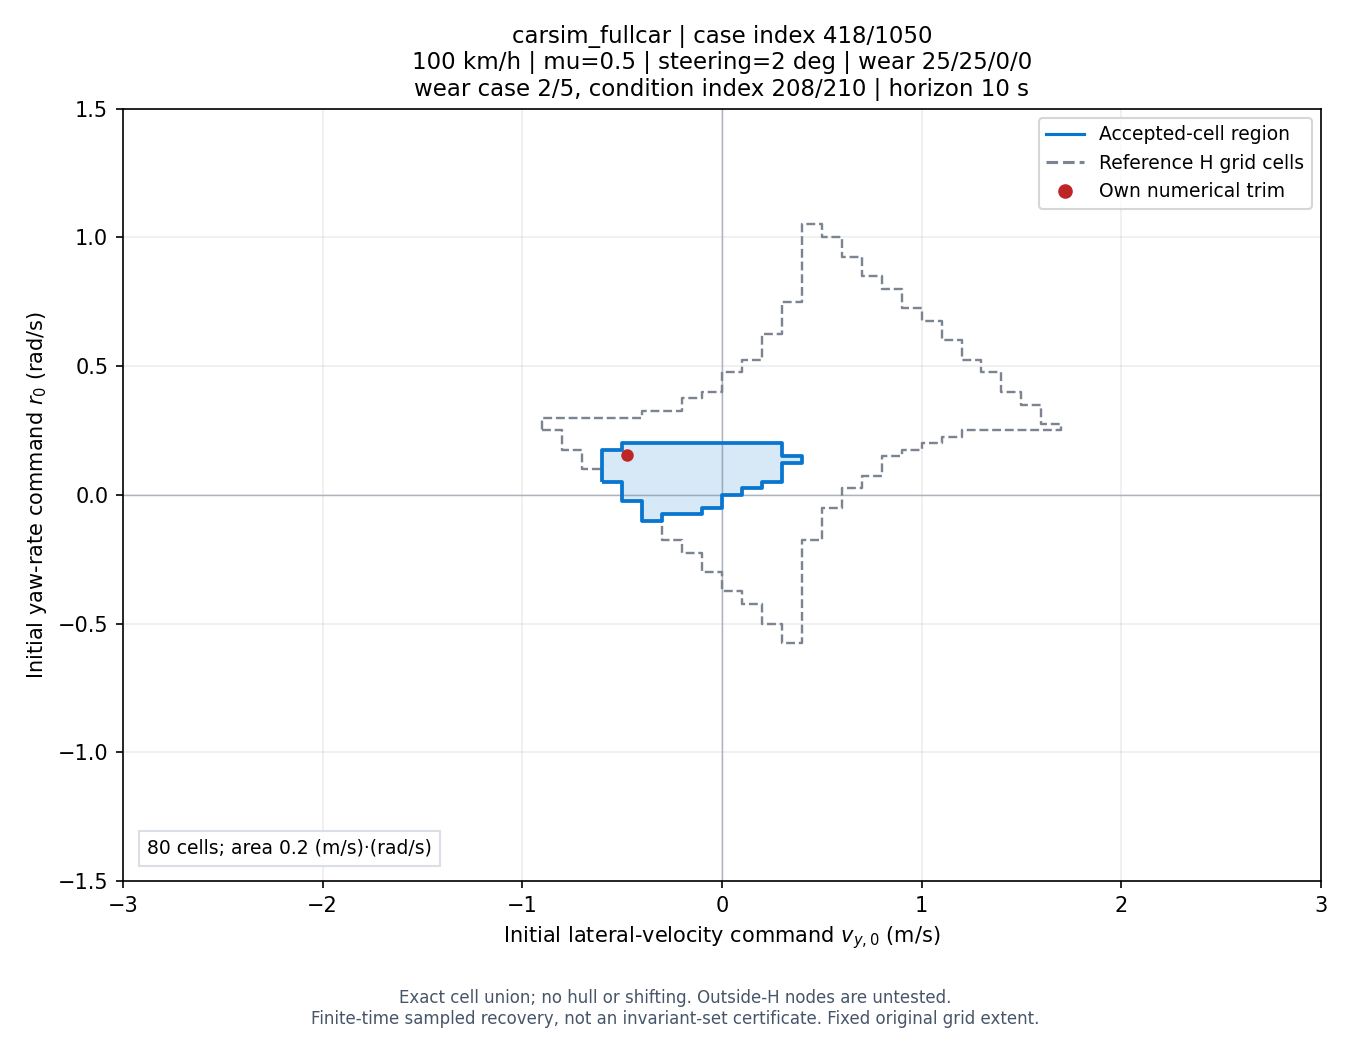 carsim_fullcar | case index 418/1050
100 km/h | mu=0.5 | steering=2 deg | wear 25/25/0/0
wear case 2/5, condition index 208/210 | horizon 10 s
Accepted-cell region
Reference H grid cells
Own numerical trim
1.5
1.0
0.5
0.0
−0.5
−1.0
−1.5
Initial yaw-rate command r₀ (rad/s)
80 cells; area 0.2 (m/s)·(rad/s)
−3
−2
−1
0
1
2
3
Initial lateral-velocity command v_{y,0} (m/s)
Exact cell union; no hull or shifting. Outside-H nodes are untested.
Finite-time sampled recovery, not an invariant-set certificate. Fixed original grid extent.